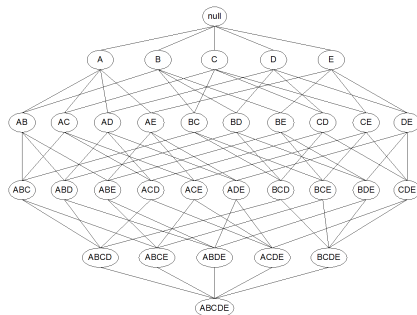 null
A B C D E
AB AC AD AE BC BD BE CD CE DE
ABC ABD ABE ACD ACE ADE BCD BCE BDE CDE
ABCD ABCE ABDE ACDE BCDE
ABCDE